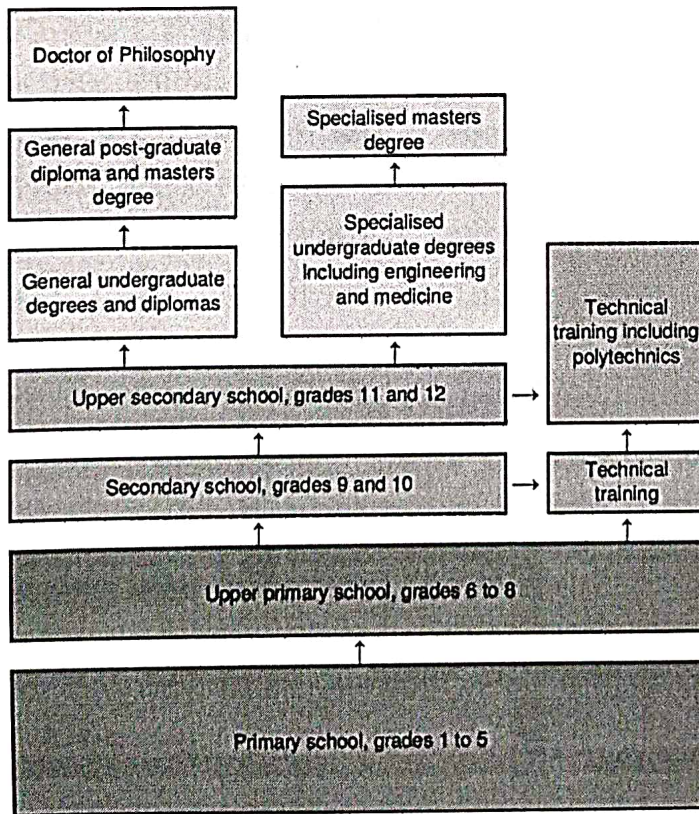 Doctor of Philosophy
General post-graduate
diploma and masters
degree
General undergraduate
degrees and diplomas
Specialised masters
degree
Specialised
undergraduate degrees
Including engineering
and medicine
Technical
training including
polytechnics
Upper secondary school, grades 11 and 12
Secondary school, grades 9 and 10
Technical
training
Upper primary school, grades 6 to 8
Primary school, grades 1 to 5